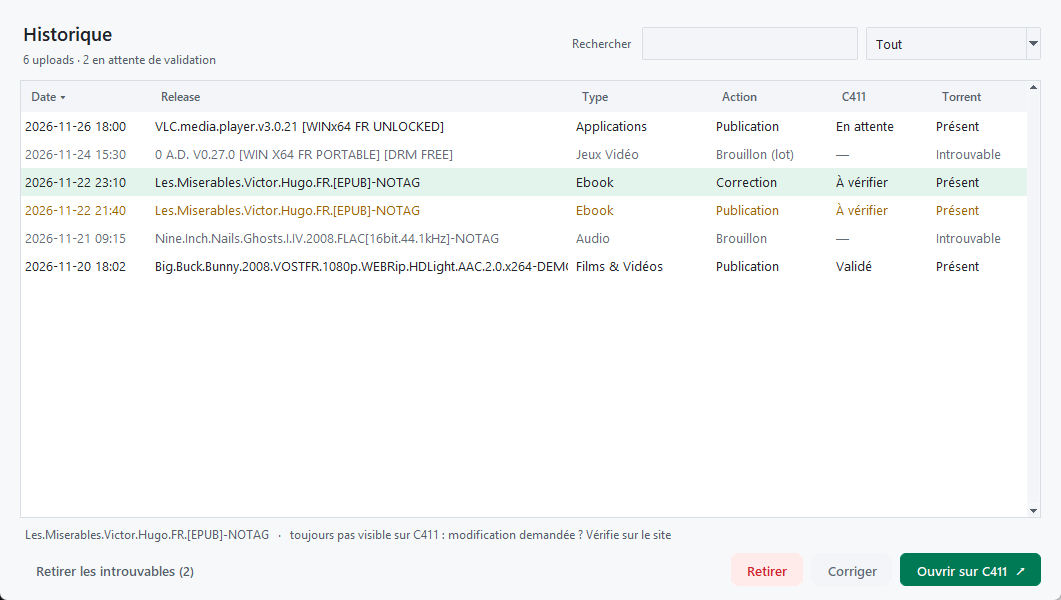 Historique
6 uploads · 2 en attente de validation
Rechercher
Tout
Date Release Type Action C411 Torrent
2026-11-26 18:00 VLC.media.player.v3.0.21 [WINx64 FR UNLOCKED] Applications Publication En attente Présent
2026-11-24 15:30 0 A.D. V0.27.0 [WIN X64 FR PORTABLE] [DRM FREE] Jeux Vidéo Brouillon (lot) — Introuvable
2026-11-22 23:10 Les.Miserables.Victor.Hugo.FR.[EPUB]-NOTAG Ebook Correction À vérifier Présent
2026-11-22 21:40 Les.Miserables.Victor.Hugo.FR.[EPUB]-NOTAG Ebook Publication À vérifier Présent
2026-11-21 09:15 Nine.Inch.Nails.Ghosts.I.IV.2008.FLAC[16bit.44.1kHz]-NOTAG Audio Brouillon — Introuvable
2026-11-20 18:02 Big.Buck.Bunny.2008.VOSTFR.1080p.WEBRip.HDLight.AAC.2.0.x264-DEMO Films & Vidéos Publication Validé Présent
Les.Miserables.Victor.Hugo.FR.[EPUB]-NOTAG · toujours pas visible sur C411 : modification demandée ? Vérifie sur le site
Retirer les introuvables (2)
Retirer
Corriger
Ouvrir sur C411 ↗